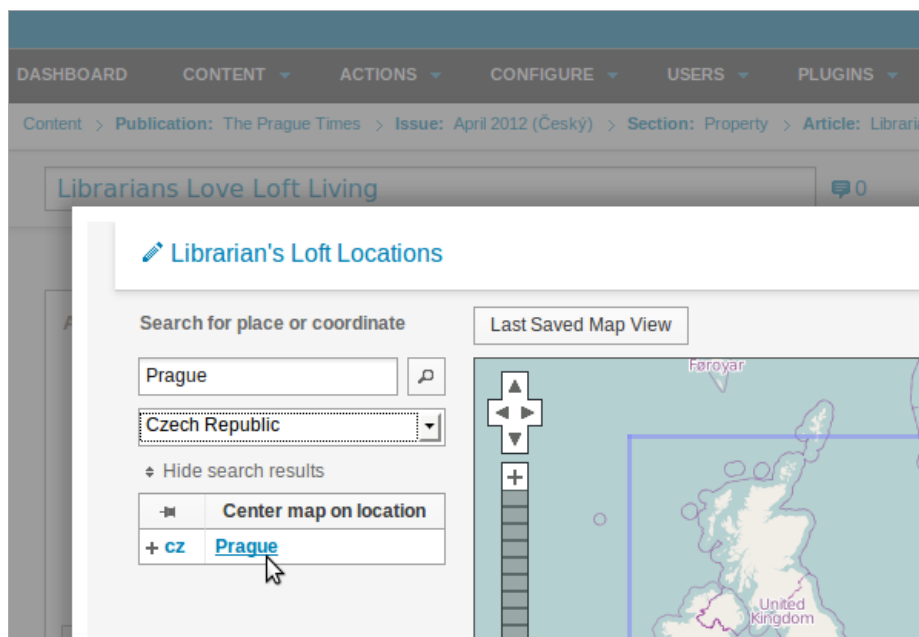 DASHBOARD CONTENT ACTIONS CONFIGURE USERS PLUGINS
Content > Publication: The Prague Times > Issue: April 2012 (Český) > Section: Property > Article: Librari
Librarians Love Loft Living 0
Librarian's Loft Locations
Search for place or coordinate
Last Saved Map View
Prague
Czech Republic
Hide search results
Center map on location
+ cz Prague
Føroyar
United
Kingdom